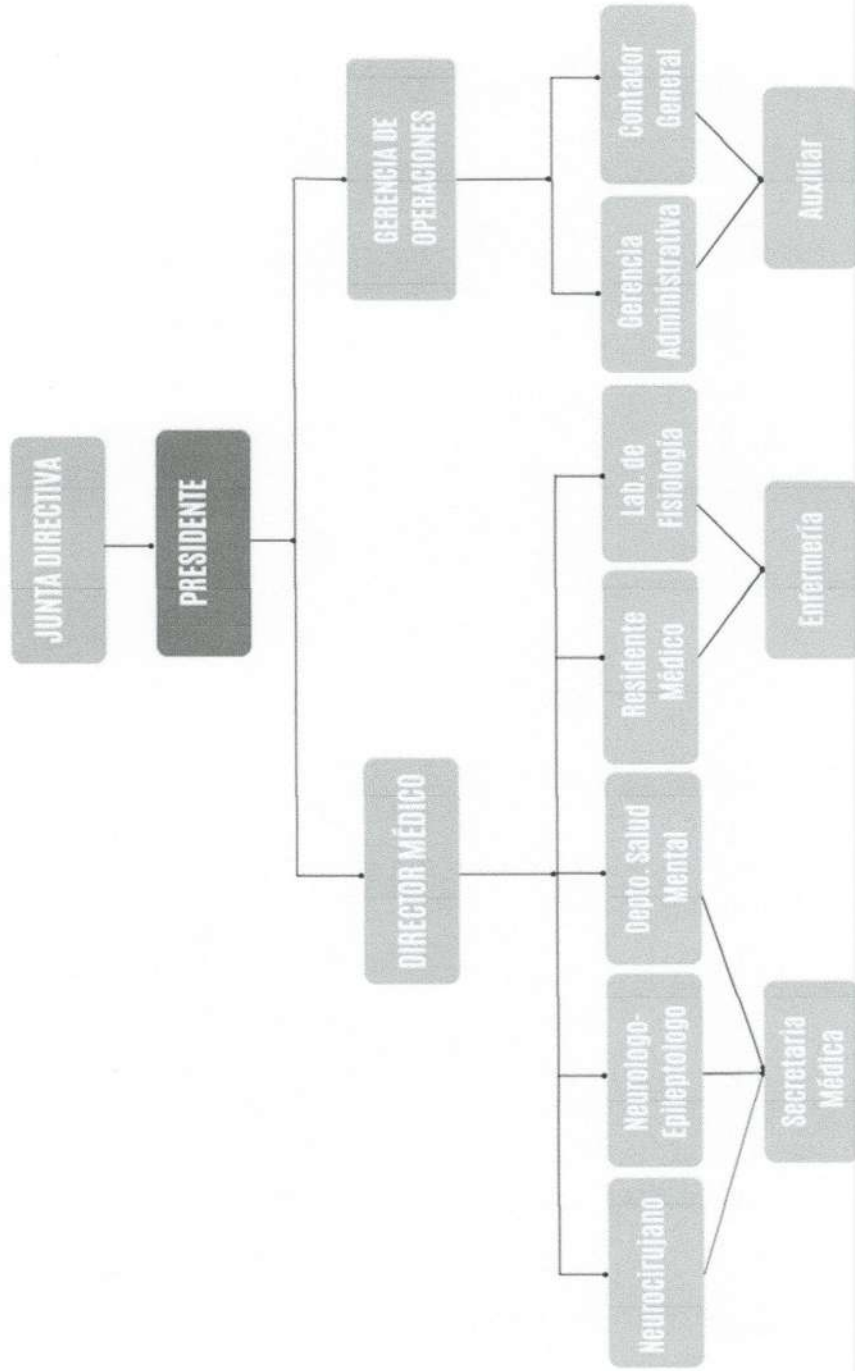 JUNTA DIRECTIVA
PRESIDENTE
DIRECTOR MÉDICO
GERENCIA DE
OPERACIONES
Neurocirujano
Neurologo-
Epileptologo
Depto. Salud
Mental
Residente
Médico
Lab. de
Fisiología
Gerencia
Administrativa
Contador
General
Secretaria
Médica
Enfermería
Auxiliar